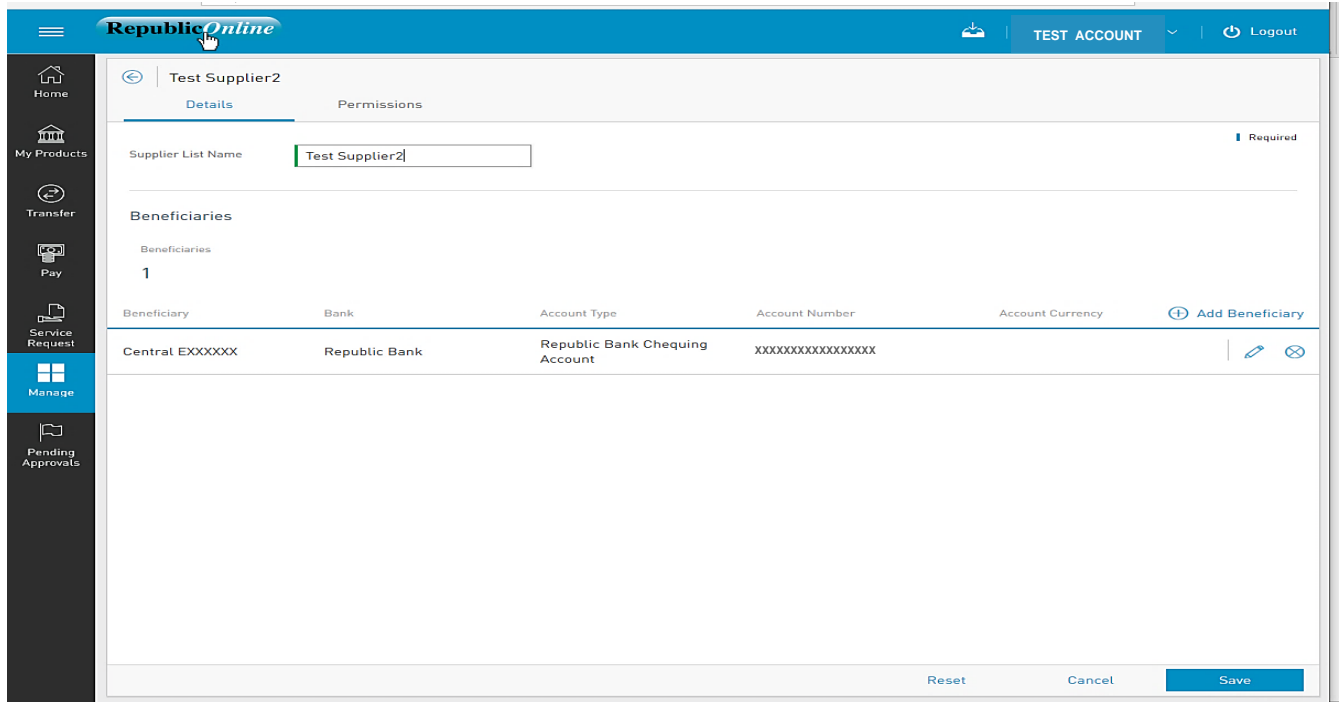 RepublicOnline
TEST ACCOUNT
Logout
Home
My Products
Transfer
Pay
Service
Request
Manage
Pending
Approvals
Test Supplier2
Details Permissions
Required
Supplier List Name Test Supplier2
Beneficiaries
Beneficiaries
1
Beneficiary Bank Account Type Account Number Account Currency Add Beneficiary
Central EXXXXXX Republic Bank Republic Bank Chequing XXXXXXXXXXXXXXXXX
Account
Reset Cancel Save